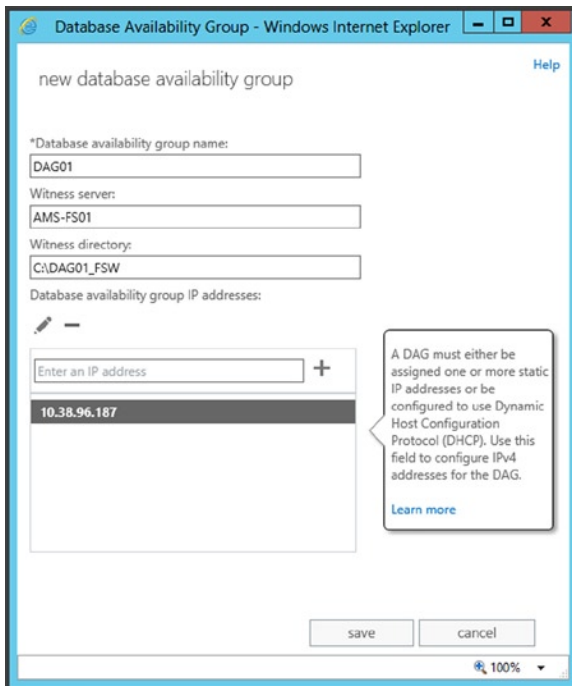 Database Availability Group - Windows Internet Explorer
Help
new database availability group
*Database availability group name:
DAG01
Witness server:
AMS-FS01
Witness directory:
C:\DAG01_FSW
Database availability group IP addresses:
Enter an IP address
10.38.96.187
A DAG must either be
assigned one or more static
IP addresses or be
configured to use Dynamic
Host Configuration
Protocol (DHCP). Use this
field to configure IPv4
addresses for the DAG.
Learn more
save
cancel
100%